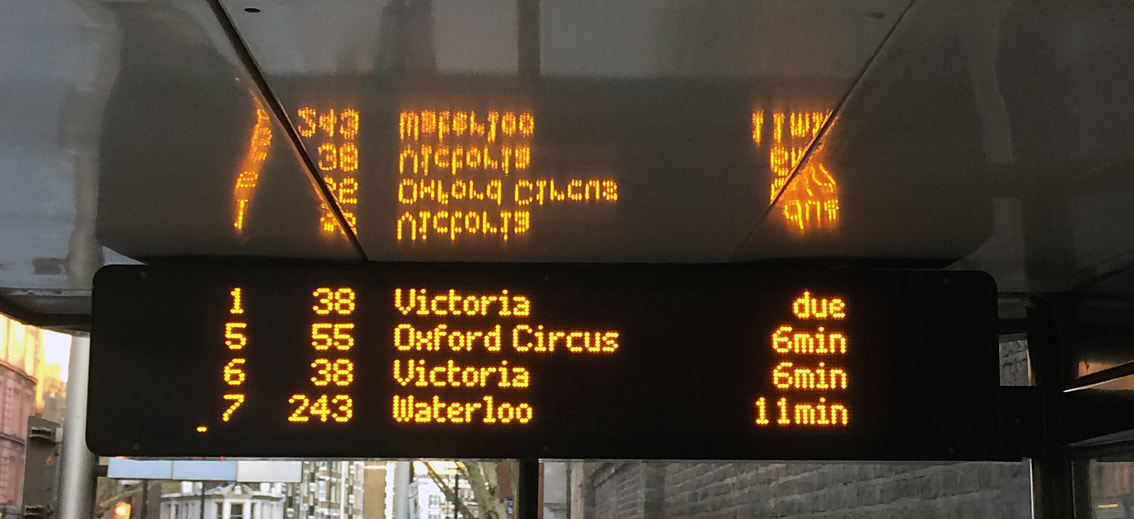 1 38 Victoria due
5 55 Oxford Circus 6min
6 38 Victoria 6min
7 243 Waterloo 11min